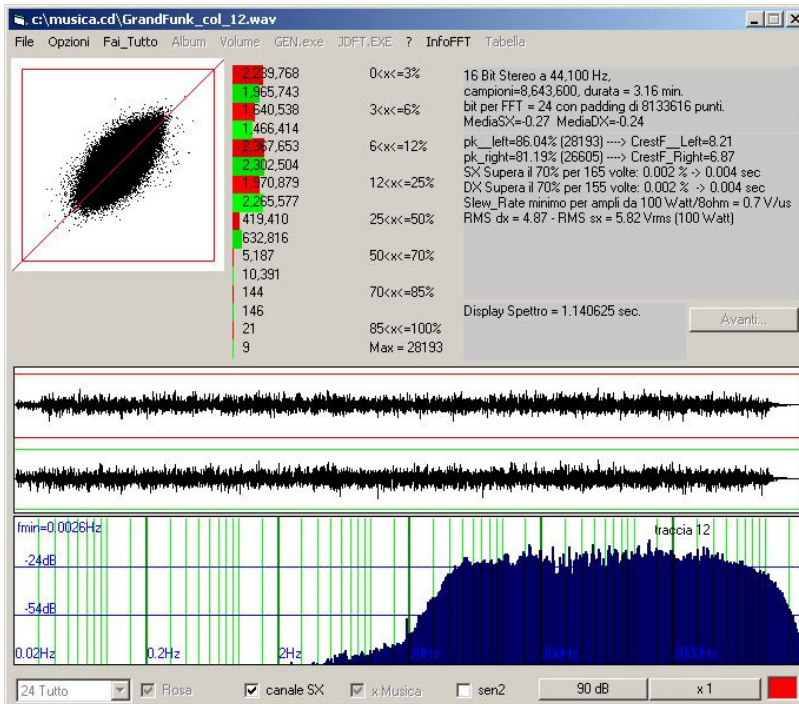 c:\musica.cd\GrandFunk_col_12.wav
File Opzioni Fai_Tutto Album Volume GEN.exe JDFT.EXE ? InfoFFT Tabella
2,239,768 0<x<=3%
1,965,743
1,640,538 3<x<=6%
1,466,414
2,367,653 6<x<=12%
2,302,504
1,970,879 12<x<=25%
2,265,577
419,410 25<x<=50%
632,816
5,187 50<x<=70%
10,391
144 70<x<=85%
146
21 85<x<=100%
9 Max = 28193
16 Bit Stereo a 44,100 Hz,
campioni=8,643,600, durata = 3.16 min.
bit per FFT = 24 con padding di 8133616 punti.
MediaSX=-0.27 MediaDX=-0.24
pk__left=86.04% (28193) ----> CrestF__Left=8.21
pk_right=81.19% (26605) ---> CrestF_Right=6.87
SX Supera il 70% per 165 volte: 0.002 % -> 0.004 sec
DX Supera il 70% per 155 volte: 0.002 % -> 0.004 sec
Slew_Rate minimo per ampli da 100 Watt/8ohm = 0.7 V/us
RMS dx = 4.87 - RMS sx = 5.82 Vrms (100 Watt)
Display Spettro = 1.140625 sec.
Avanti...
fmin=0.0026Hz
traccia 12
-24dB
-54dB
0.02Hz 0.2Hz 2Hz 20Hz 200Hz 2000Hz
24 Tutto Rosa canale SX x Musica sen2 90 dB x 1